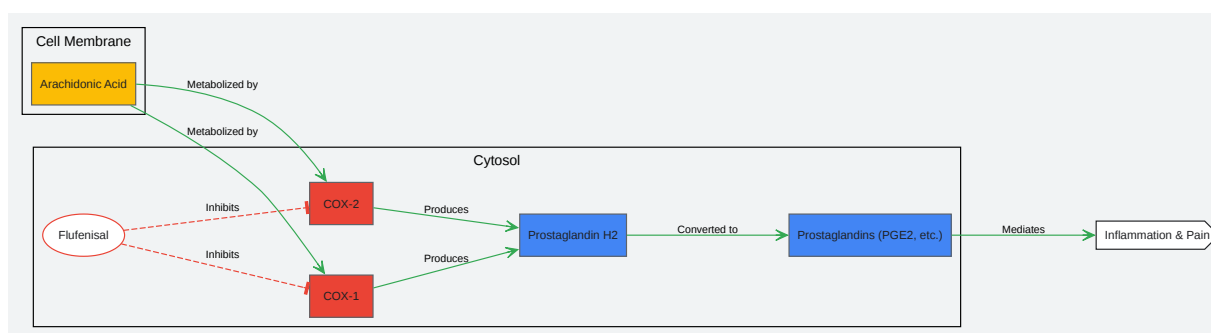 Cell Membrane
Arachidonic Acid
Metabolized by
Metabolized by
Cytosol
Flufenisal
Inhibits
Inhibits
COX-2
COX-1
Produces
Produces
Prostaglandin H2
Converted to
Prostaglandins (PGE2, etc.)
Mediates
Inflammation & Pain